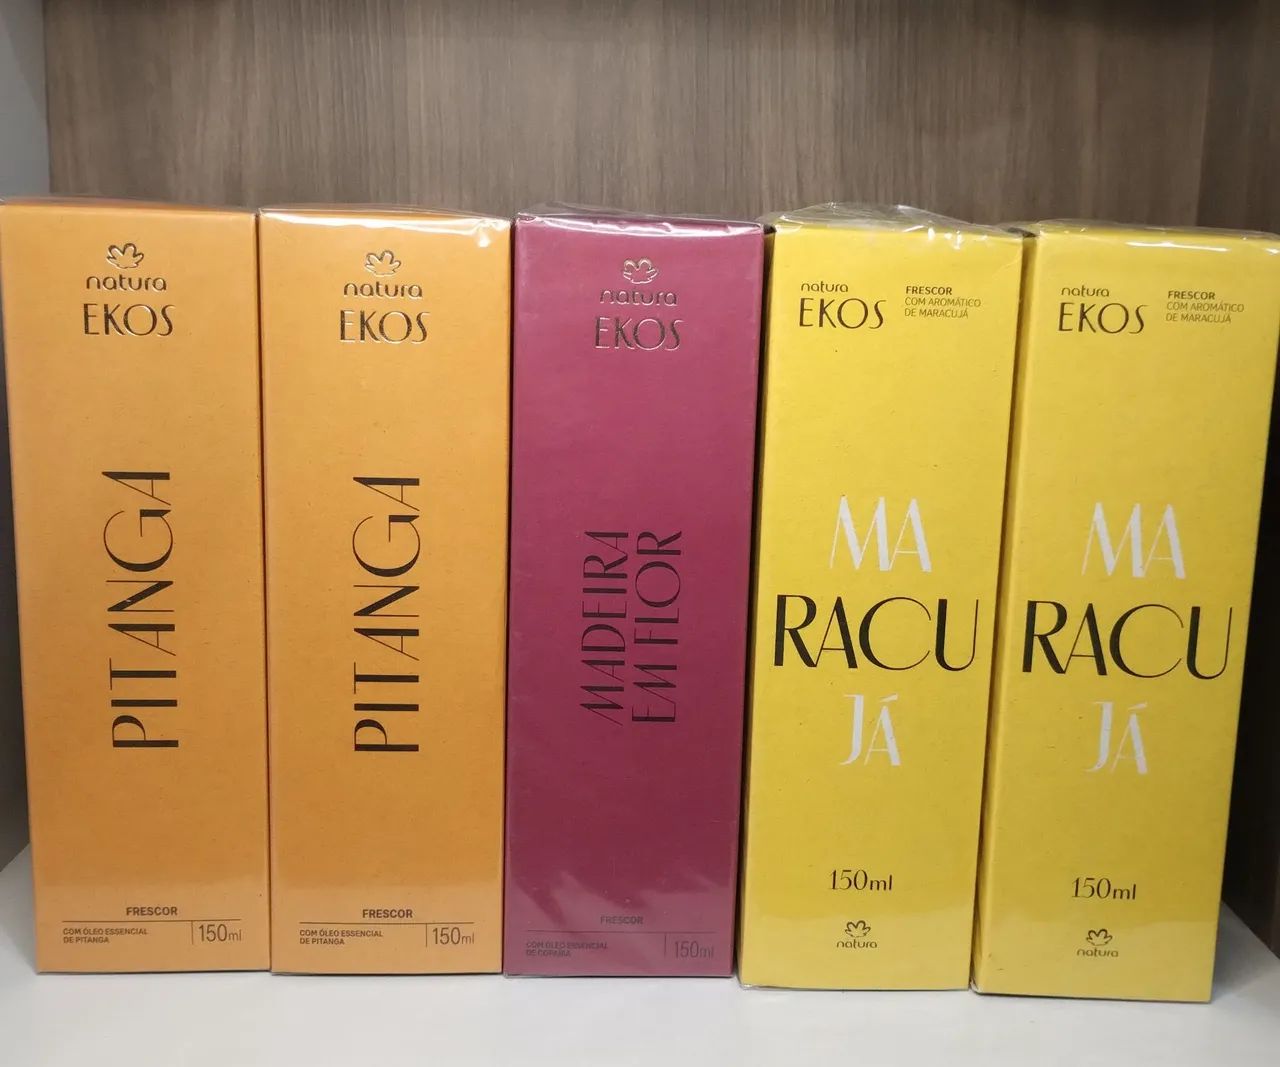 natura
EKOS
PITANGA
FRESCOR
COM ÓLEO ESSENCIAL
DE PITANGA
150ml
natura
EKOS
PITANGA
FRESCOR
COM ÓLEO ESSENCIAL
DE PITANGA
150ml
natura
EKOS
MADEIRA
EM FLOR
FRESCOR
COM ÓLEO ESSENCIAL
DE COPAÍBA
150ml
natura
EKOS
FRESCOR
COM AROMÁTICO
DE MARACUJÁ
MA
RACU
JÁ
150ml
natura
natura
EKOS
FRESCOR
COM AROMÁTICO
DE MARACUJÁ
MA
RACU
JÁ
150ml
natura